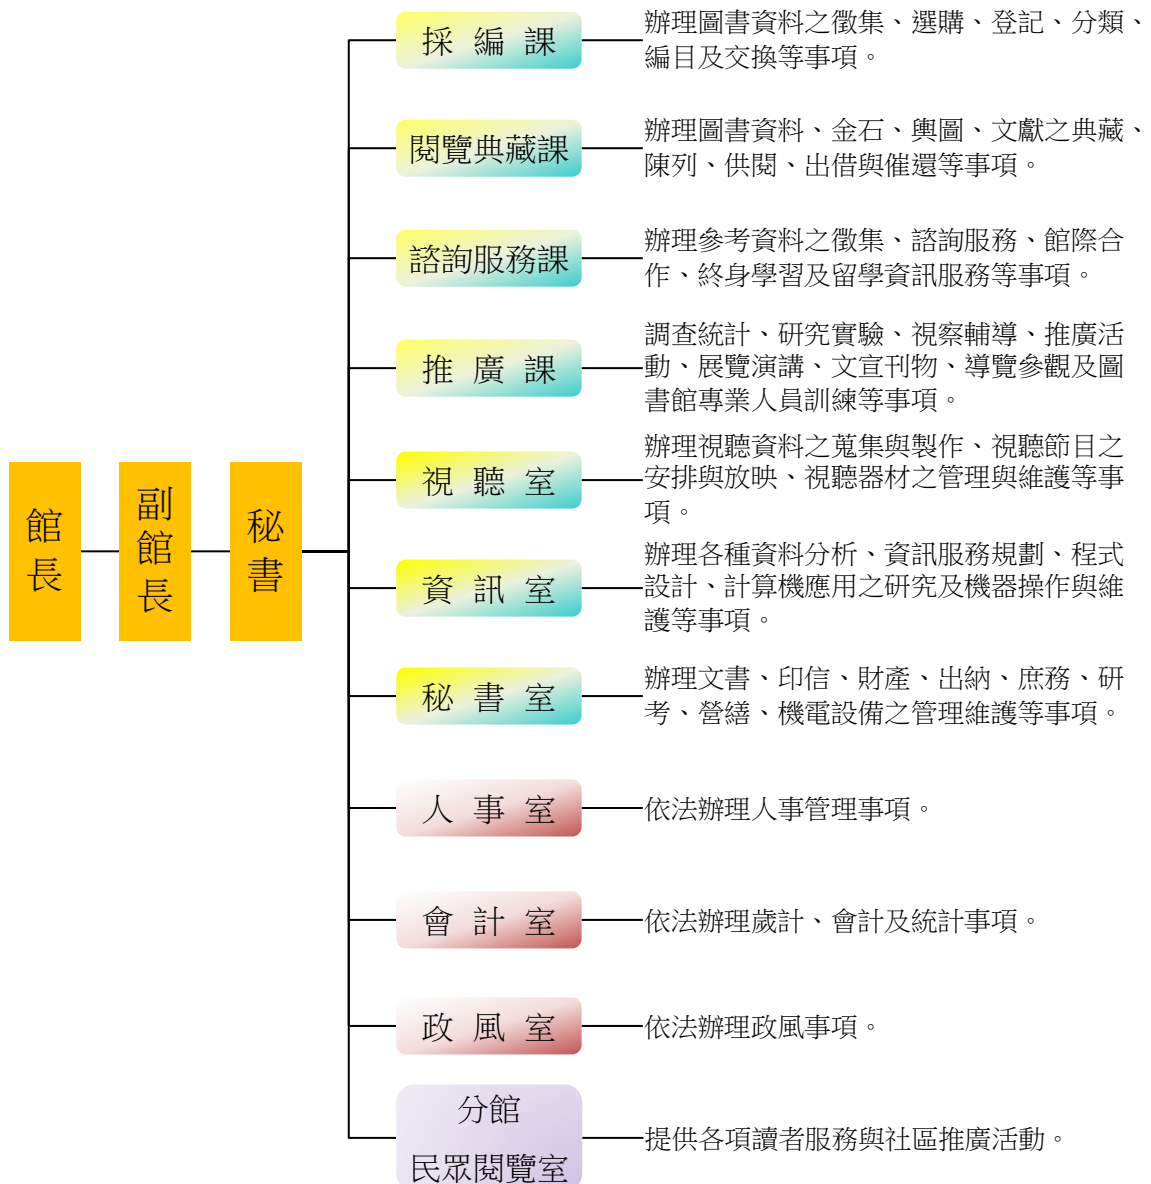 館長
副館長
秘書
採編課
辦理圖書資料之徵集、選購、登記、分類、
編目及交換等事項。
閱覽典藏課
辦理圖書資料、金石、輿圖、文獻之典藏、
陳列、供閱、出借與催還等事項。
諮詢服務課
辦理參考資料之徵集、諮詢服務、館際合
作、終身學習及留學資訊服務等事項。
推廣課
調查統計、研究實驗、視察輔導、推廣活
動、展覽演講、文宣刊物、導覽參觀及圖
書館專業人員訓練等事項。
視聽室
辦理視聽資料之蒐集與製作、視聽節目之
安排與放映、視聽器材之管理與維護等事
項。
資訊室
辦理各種資料分析、資訊服務規劃、程式
設計、計算機應用之研究及機器操作與維
護等事項。
秘書室
辦理文書、印信、財產、出納、庶務、研
考、營繕、機電設備之管理維護等事項。
人事室
依法辦理人事管理事項。
會計室
依法辦理歲計、會計及統計事項。
政風室
依法辦理政風事項。
分館
民眾閱覽室
提供各項讀者服務與社區推廣活動。